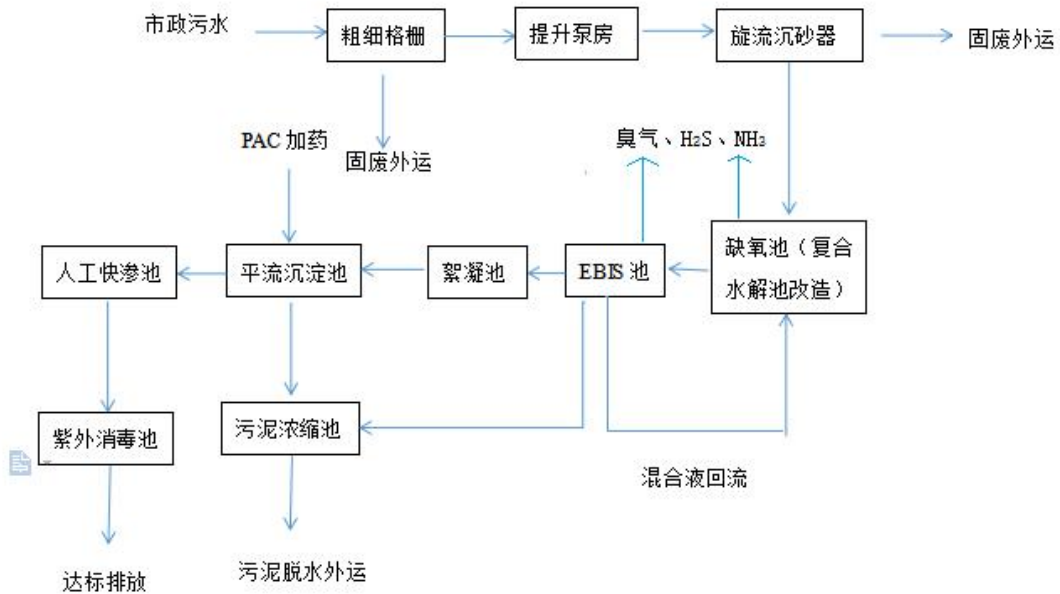 市政污水
粗细格栅
提升泵房
旋流沉砂器
固废外运
PAC 加药
固废外运
臭气、H2S、NH3
人工快渗池
平流沉淀池
絮凝池
EBIS 池
缺氧池（复合
水解池改造）
紫外消毒池
污泥浓缩池
混合液回流
达标排放
污泥脱水外运